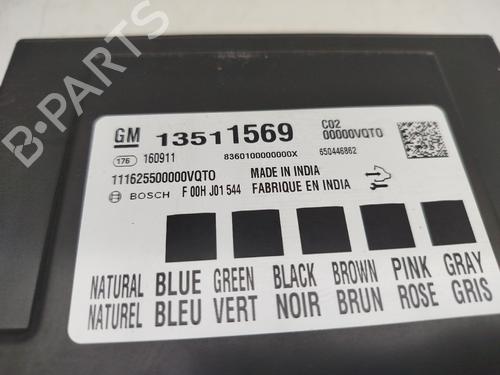 B-PARTS
GM 13511569 C02
00000VQT0
176 160911 8360100000000X 650446862
111625500000VQTO MADE IN INDIA
BOSCH F 00H J01 544 FABRIQUE EN INDIA
NATURAL BLUE GREEN BLACK BROWN PINK GRAY
NATUREL BLEU VERT NOIR BRUN ROSE GRIS